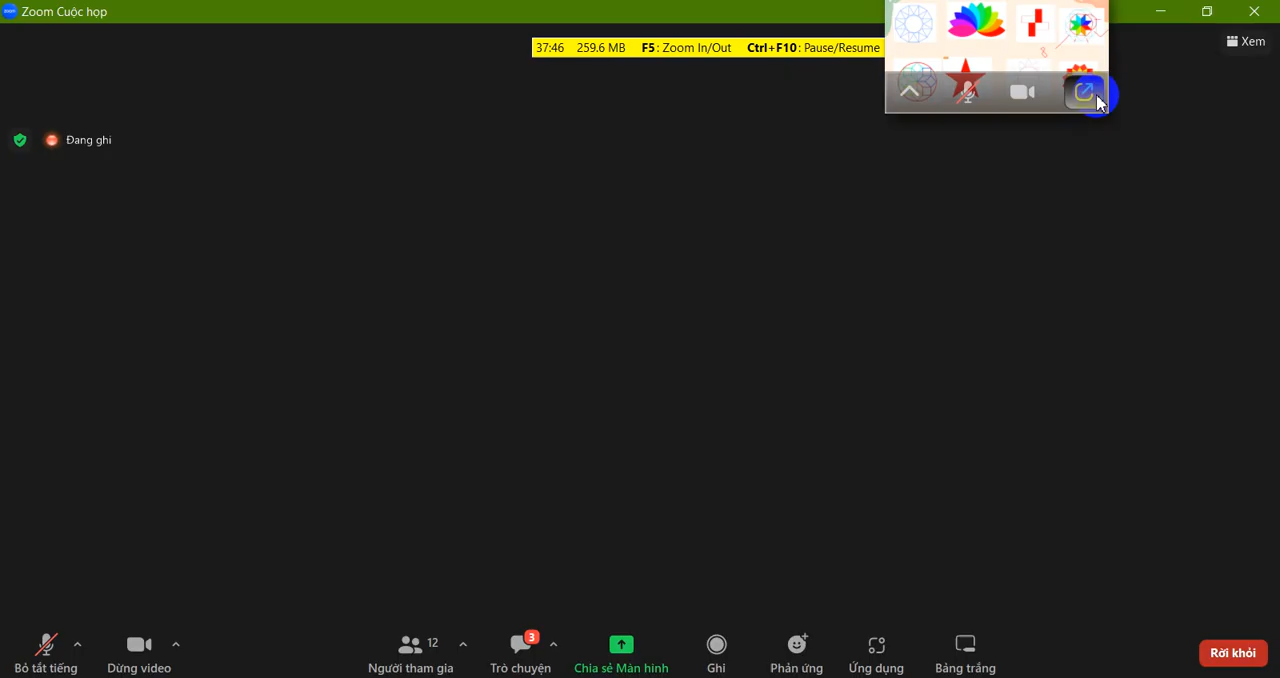 zoom Zoom Cuộc họp
37:46 259.6 MB F5: Zoom In/Out Ctrl+F10: Pause/Resume
8
Xem
Đang ghi
12
3
Bỏ tắt tiếng
Dừng video
Người tham gia
Trò chuyện
Chia sẻ Màn hình
Ghi
Phản ứng
Ứng dụng
Bảng trắng
Rời khỏi